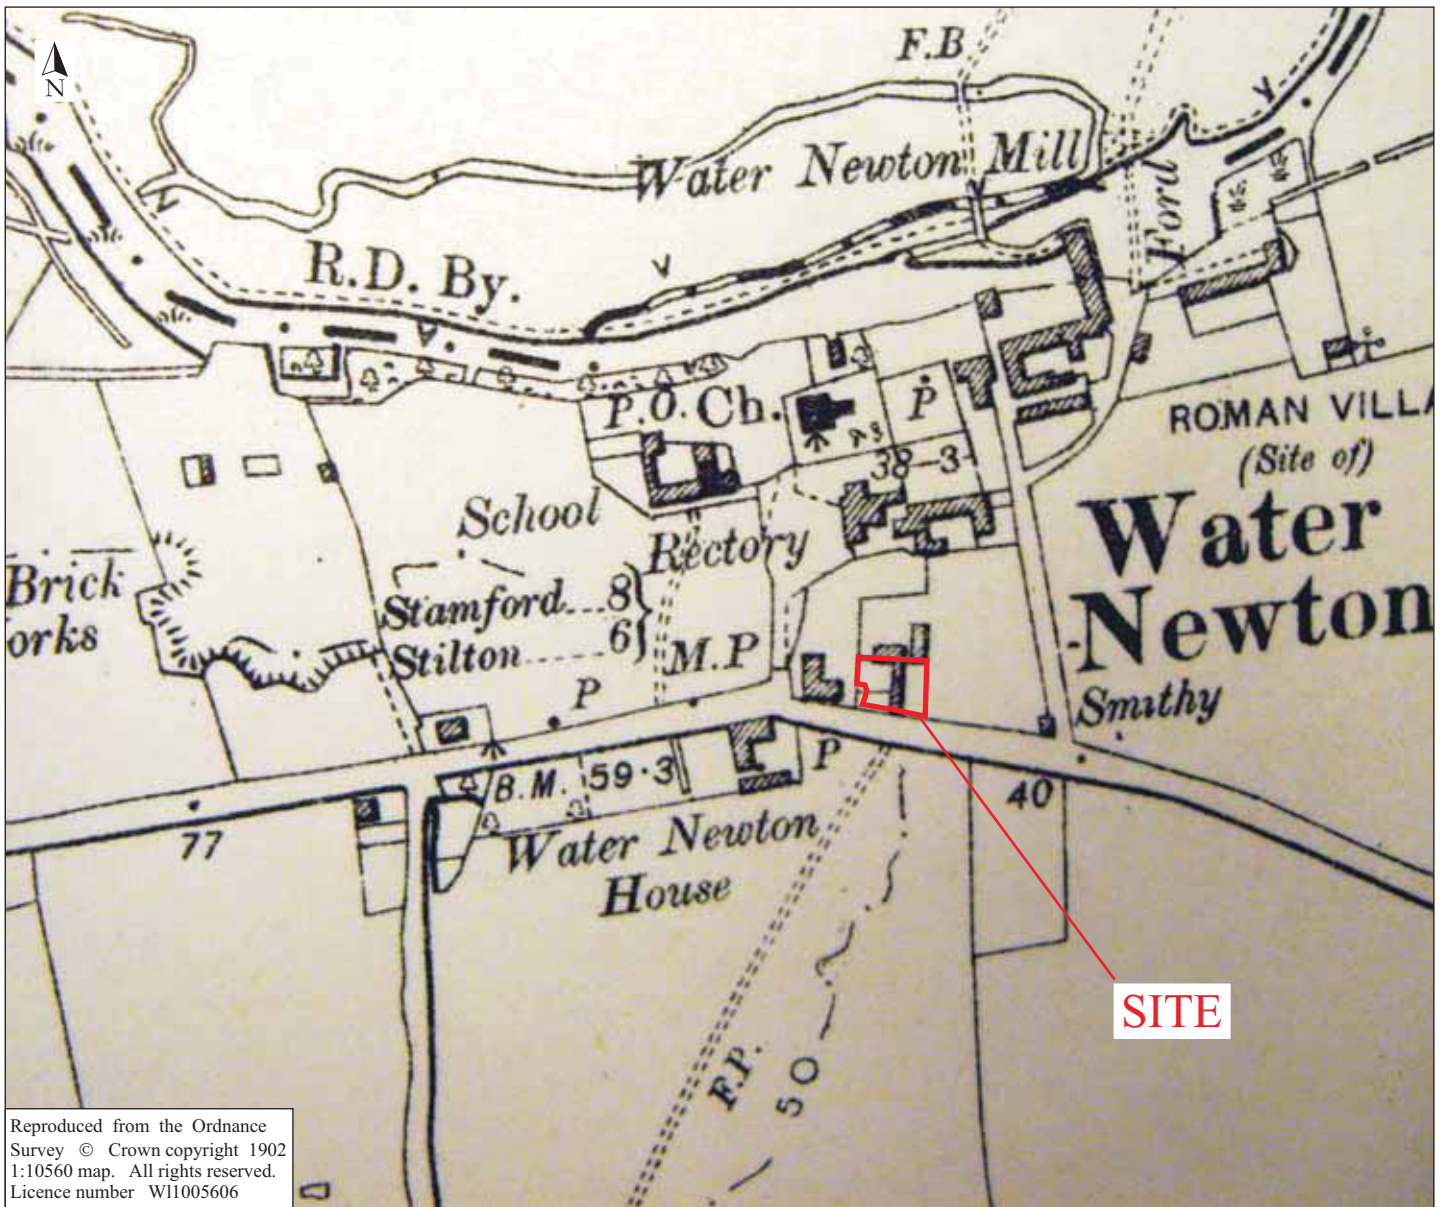 N
F.B
Water Newton Mill
Ford
R.D. By.
P.O. Ch.
P
38-3
ROMAN VILLA
(Site of)
Water
Newton
School
Rectory
Brick
orks
Stamford 8
Stilton 6
M.P
P
Smithy
B.M. 59·3
P
40
77
Water Newton
House
SITE
F.P.
50
Reproduced from the Ordnance
Survey © Crown copyright 1902
1:10560 map. All rights reserved.
Licence number Wl1005606